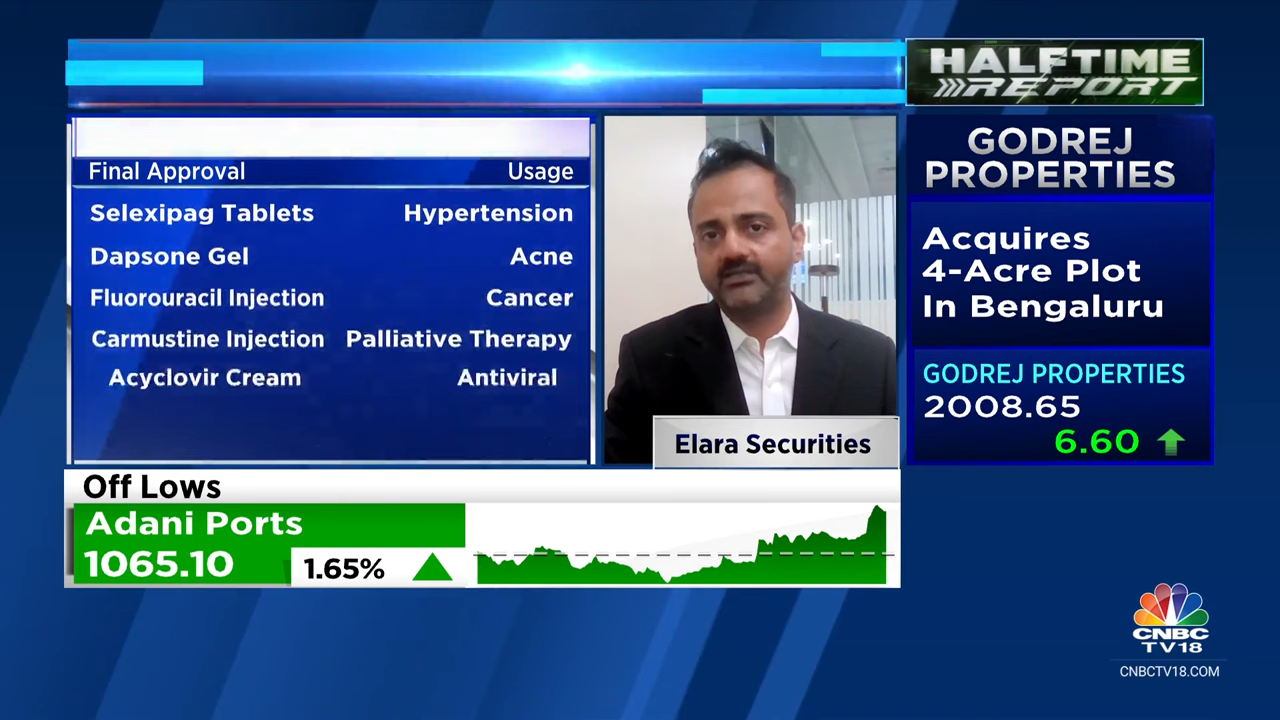 HALFTIME
REPORT
Final Approval Usage
Selexipag Tablets Hypertension
Dapsone Gel Acne
Fluorouracil Injection Cancer
Carmustine Injection Palliative Therapy
Acyclovir Cream Antiviral
Elara Securities
GODREJ
PROPERTIES
Acquires
4-Acre Plot
In Bengaluru
GODREJ PROPERTIES
2008.65
6.60
Off Lows
Adani Ports
1065.10
1.65%
CNBC
TV18
CNBCTV18.COM